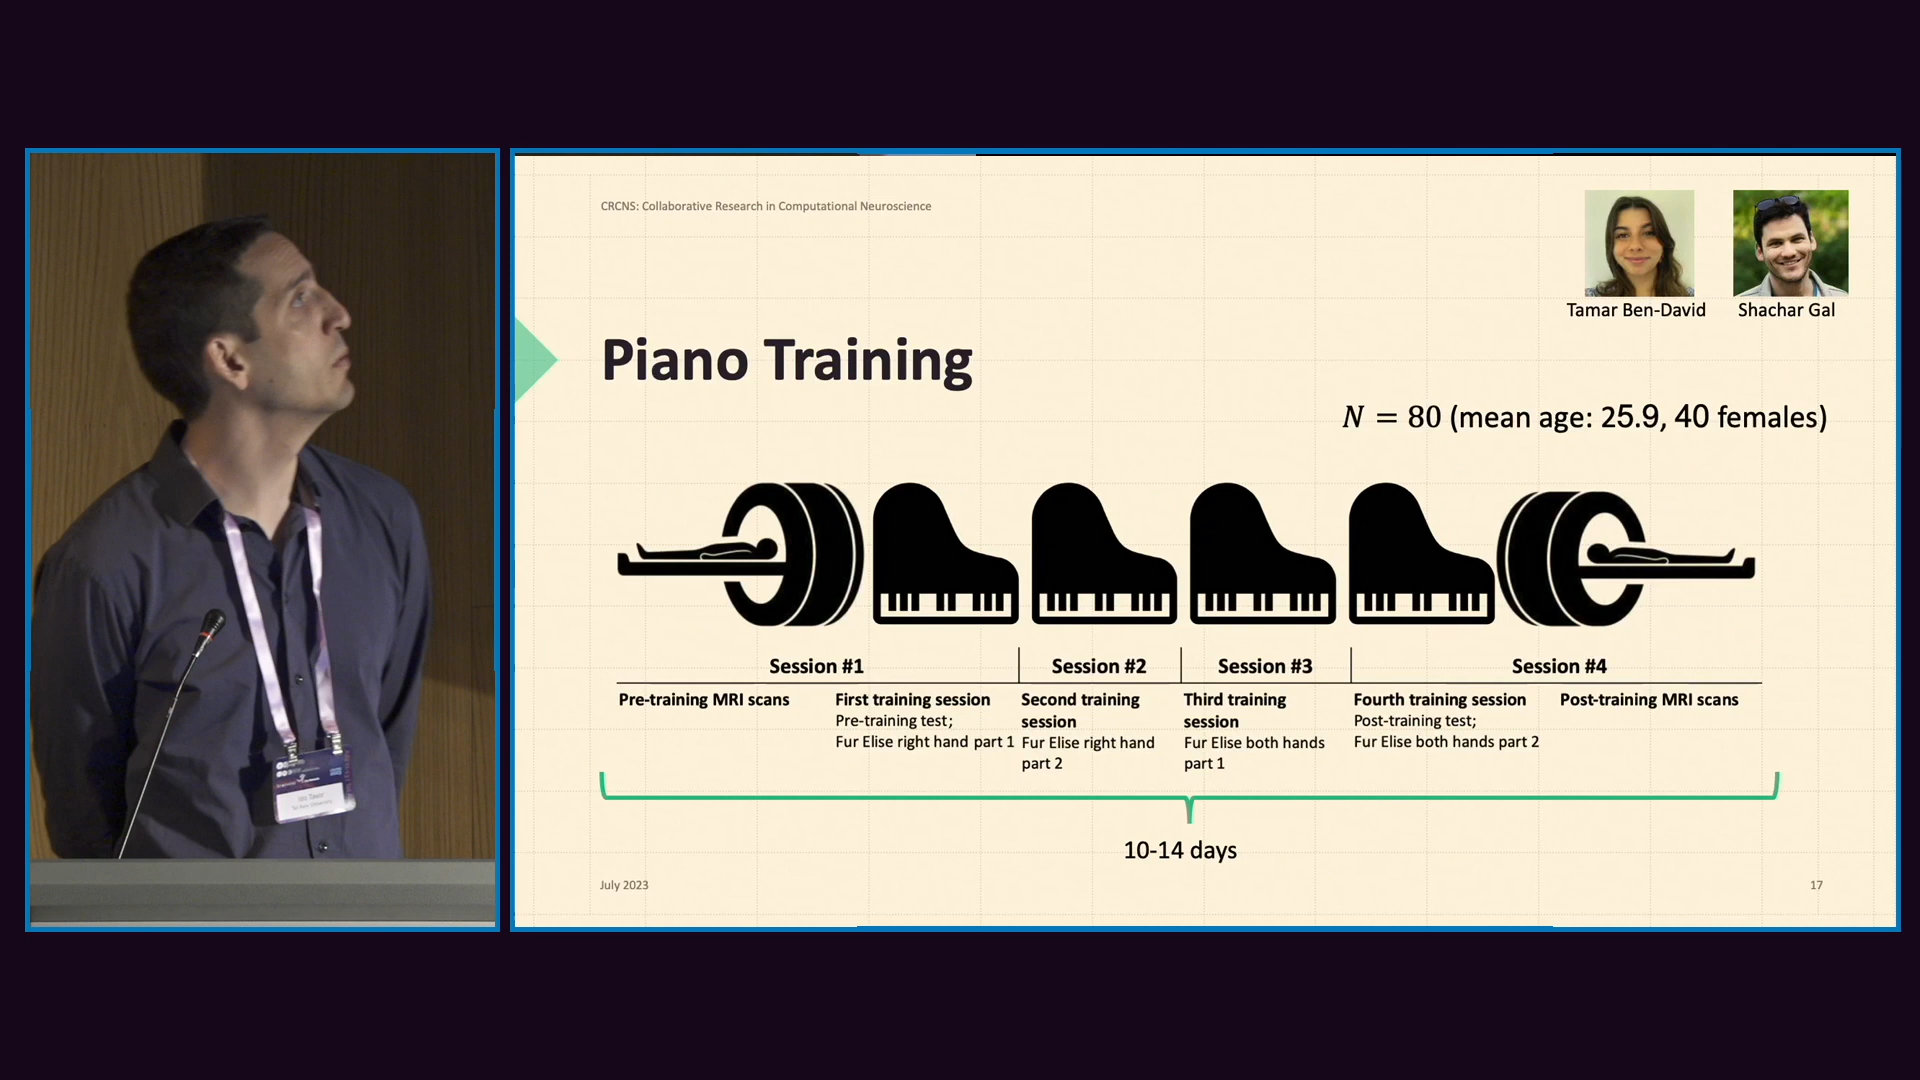 CRCNS: Collaborative Research in Computational Neuroscience
Tamar Ben-David
Shachar Gal
Piano Training
N = 80 (mean age: 25.9, 40 females)
Session #1
Session #2
Session #3
Session #4
Pre-training MRI scans
First training session
Pre-training test;
Fur Elise right hand part 1
Second training
session
Fur Elise right hand
part 2
Third training
session
Fur Elise both hands
part 1
Fourth training session
Post-training test;
Fur Elise both hands part 2
Post-training MRI scans
10-14 days
July 2023
17